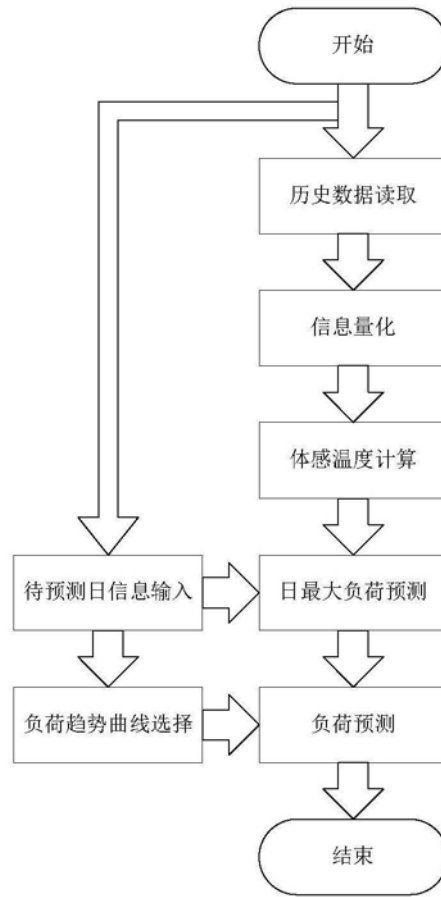 开始
历史数据读取
信息量化
体感温度计算
待预测日信息输入
日最大负荷预测
负荷趋势曲线选择
负荷预测
结束